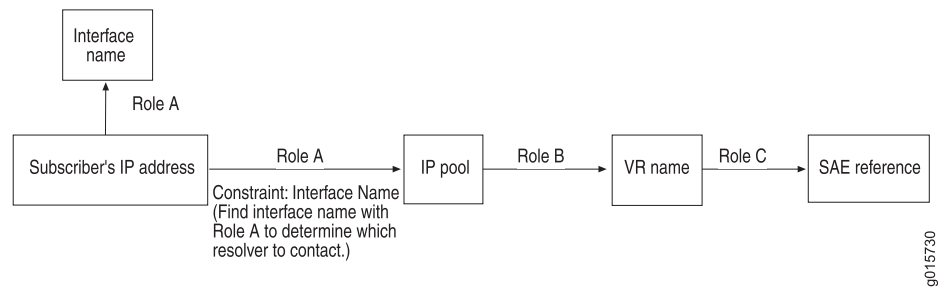 Interface
name
Role A
Subscriber's IP address
Role A
Constraint: Interface Name
(Find interface name with
Role A to determine which
resolver to contact.)
IP pool
Role B
VR name
Role C
SAE reference
g015730